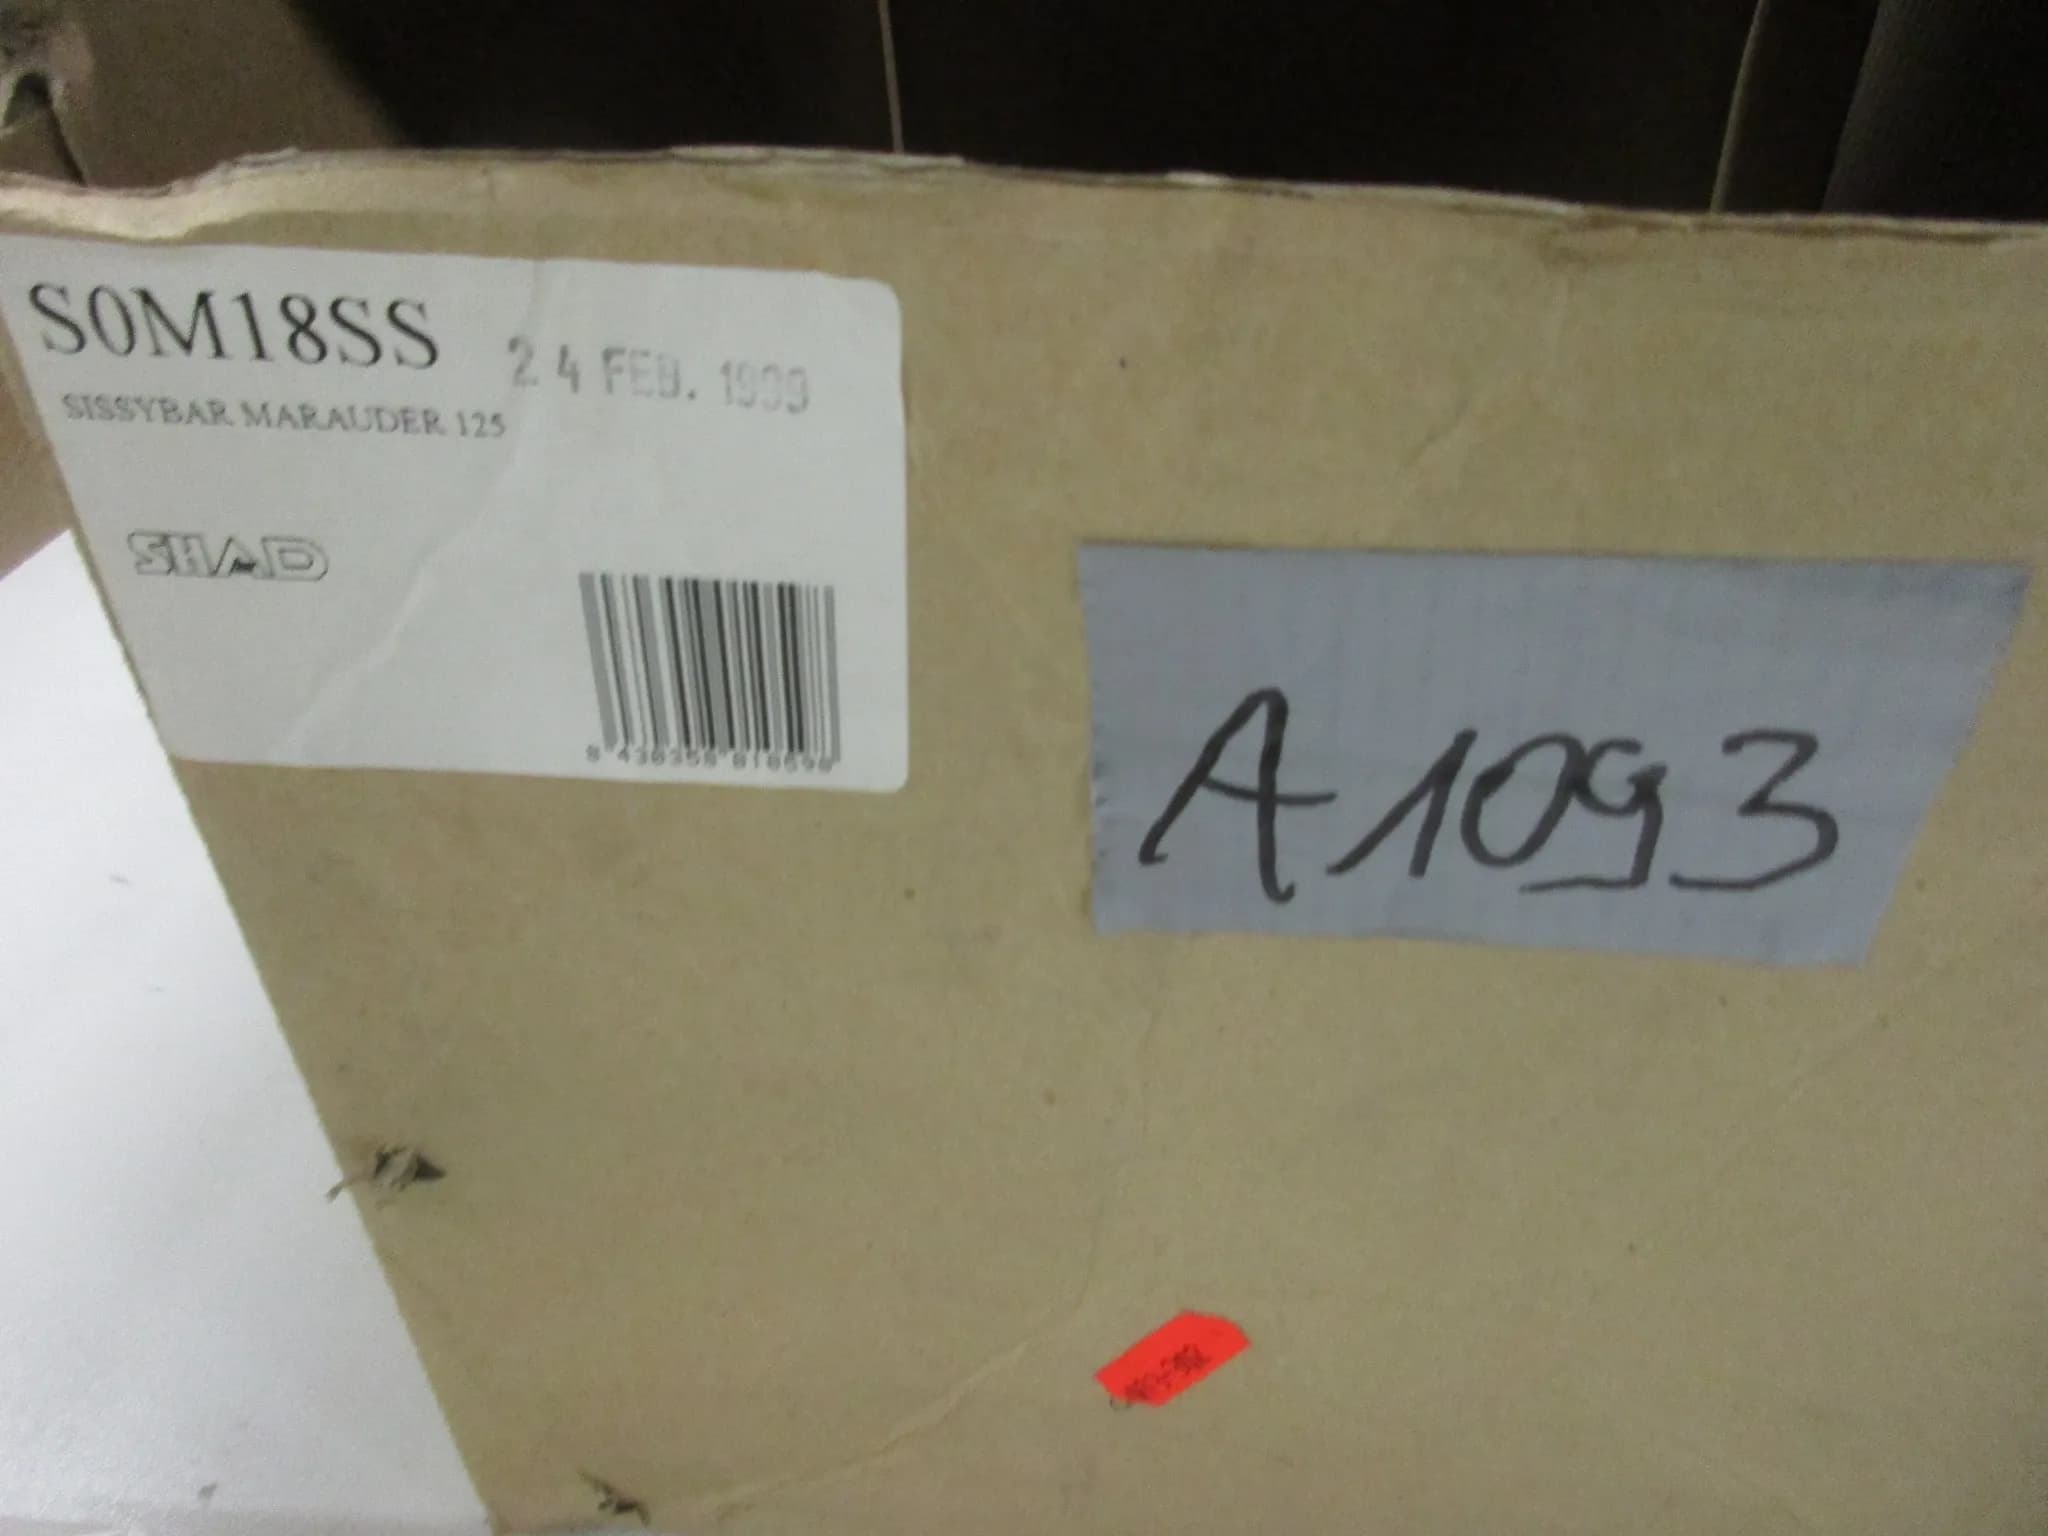 S0M18SS
24 FEB. 1999
SISSYBAR MARAUDER 125
SHAD
A1093